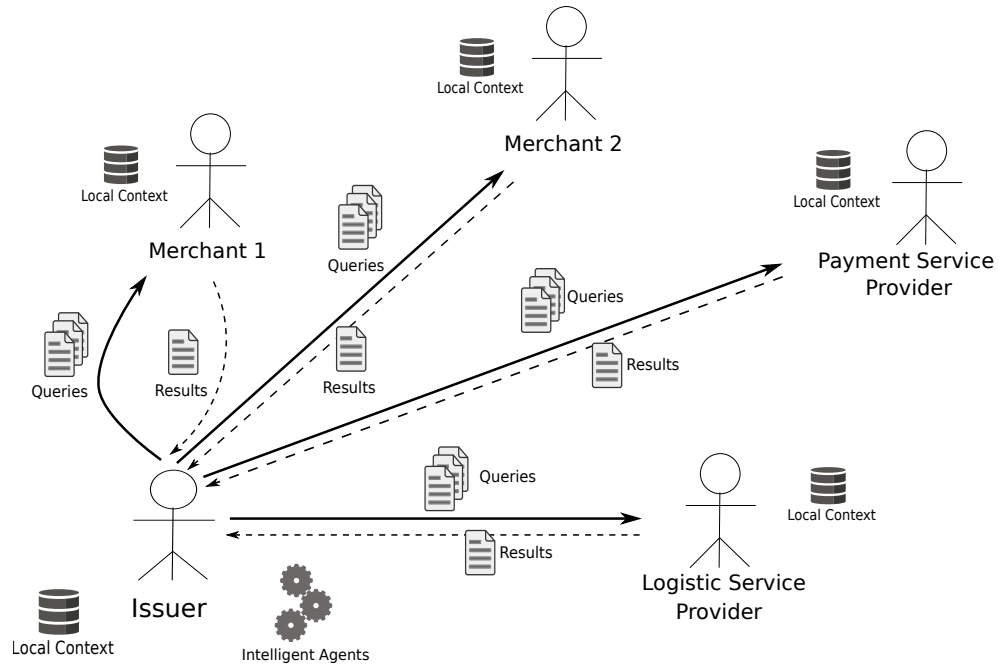 Local Context
Merchant 2
Local Context
Merchant 1
Local Context
Payment Service
Provider
Queries
Queries
Queries
Results
Results
Results
Queries
Results
Local Context
Logistic Service
Provider
Issuer
Local Context
Intelligent Agents